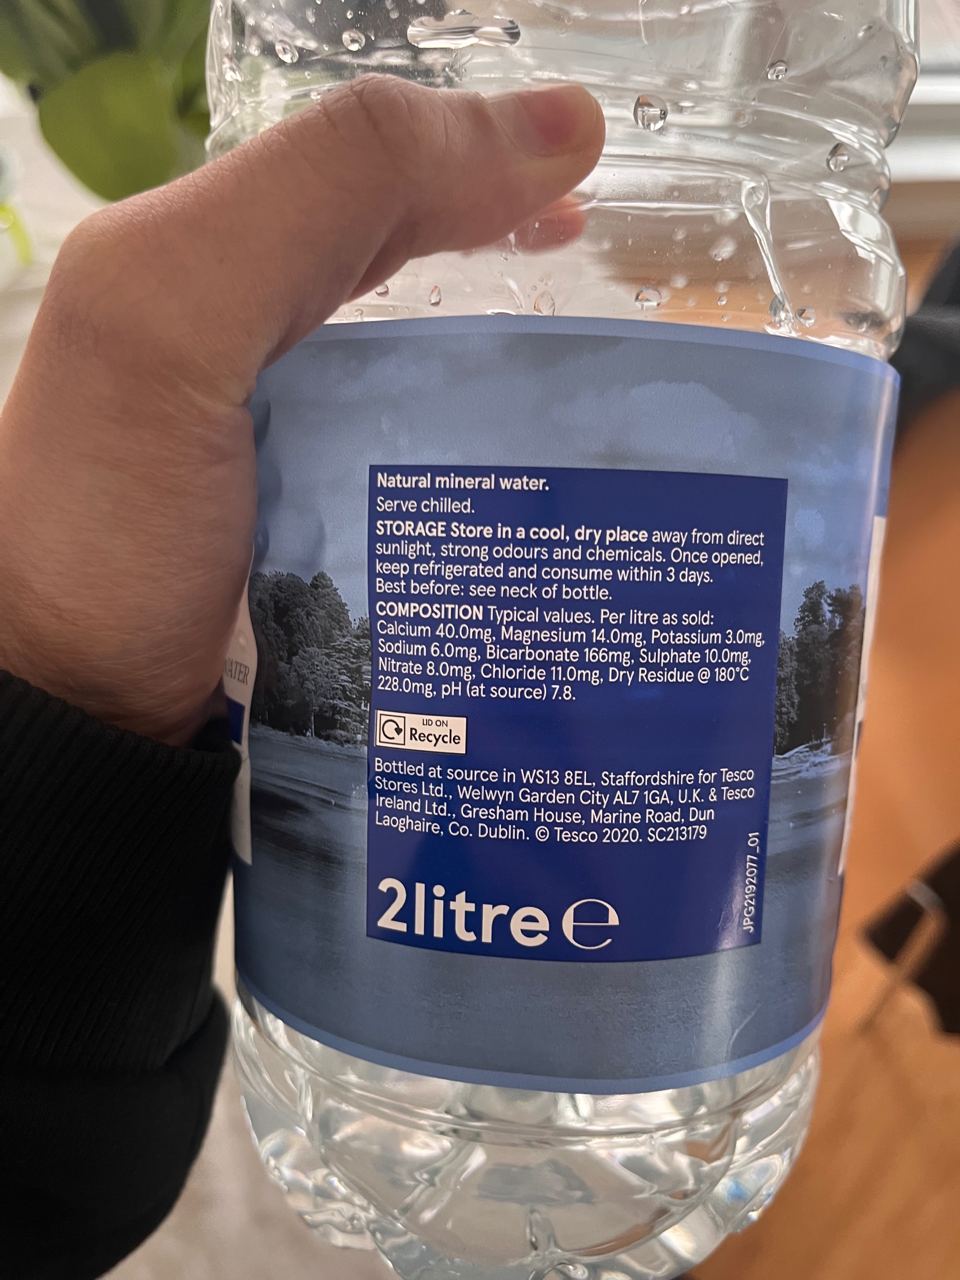 WATER
Natural mineral water.
Serve chilled.
STORAGE Store in a cool, dry place away from direct
sunlight, strong odours and chemicals. Once opened,
keep refrigerated and consume within 3 days.
Best before: see neck of bottle.
COMPOSITION Typical values. Per litre as sold:
Calcium 40.0mg, Magnesium 14.0mg, Potassium 3.0mg,
Sodium 6.0mg, Bicarbonate 166mg, Sulphate 10.0mg,
Nitrate 8.0mg, Chloride 11.0mg, Dry Residue @ 180°C
228.0mg, pH (at source) 7.8.
LID ON
Recycle
Bottled at source in WS13 8EL, Staffordshire for Tesco
Stores Ltd., Welwyn Garden City AL7 1GA, U.K. & Tesco
Ireland Ltd., Gresham House, Marine Road, Dun
Laoghaire, Co. Dublin. © Tesco 2020. SC213179
JPG2192077_01
2litre ℮